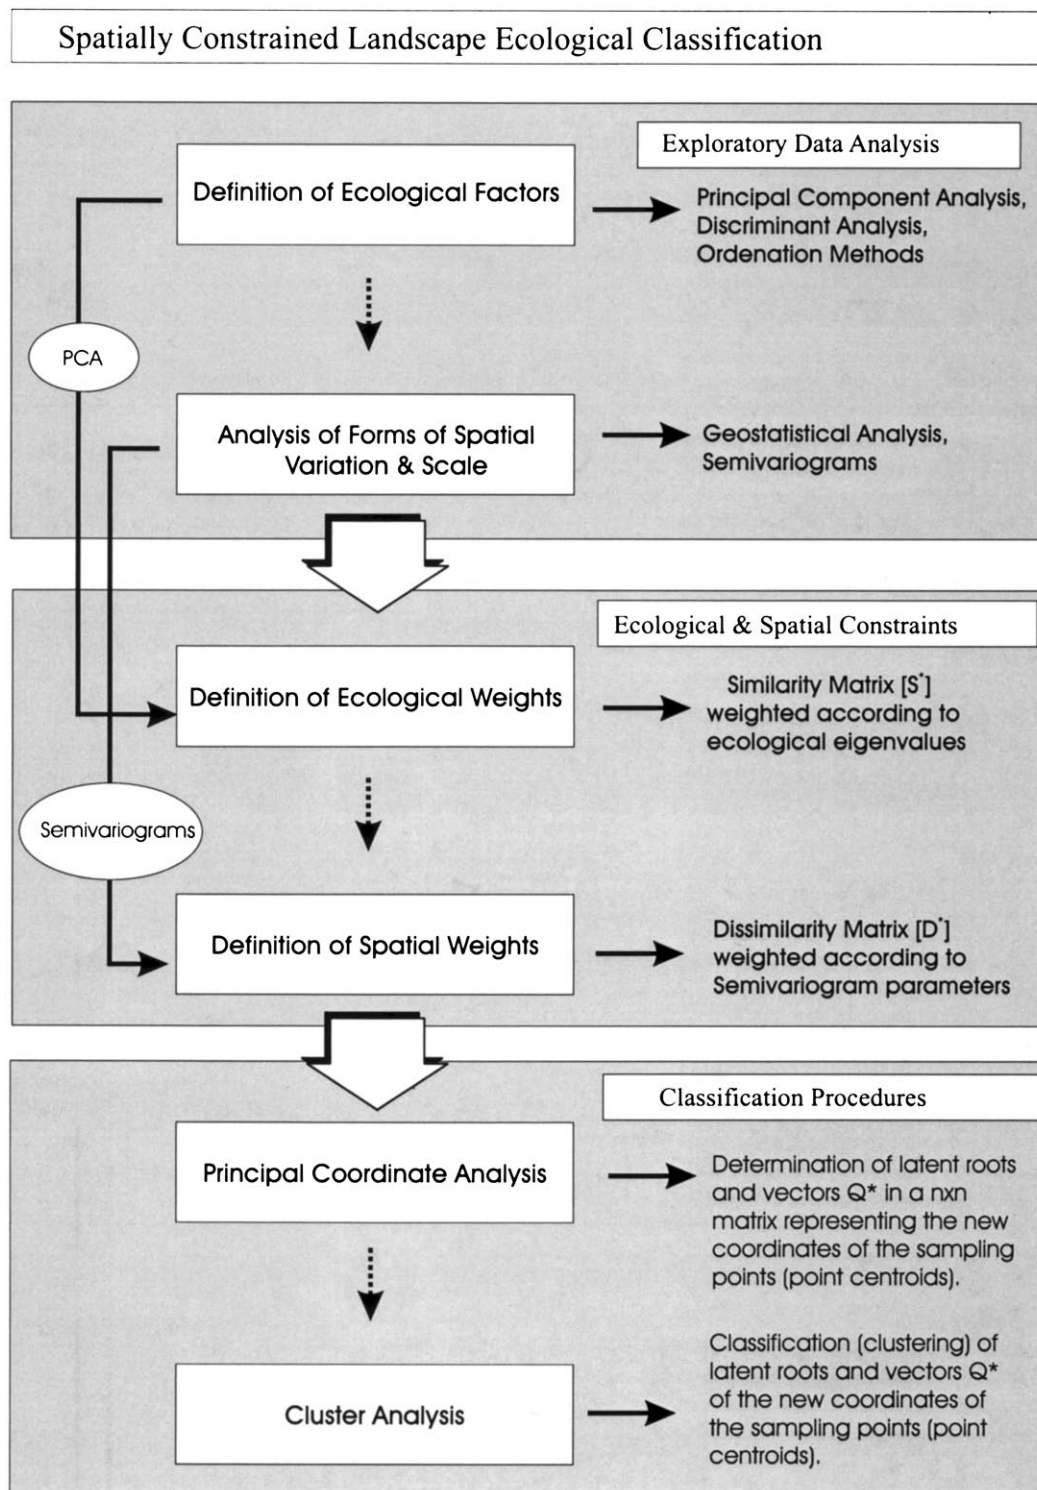 Spatially Constrained Landscape Ecological Classification
Exploratory Data Analysis
Definition of Ecological Factors
Principal Component Analysis,
Discriminant Analysis,
Ordenation Methods
PCA
Analysis of Forms of Spatial
Variation & Scale
Geostatistical Analysis,
Semivariograms
Ecological & Spatial Constraints
Definition of Ecological Weights
Similarity Matrix [S*]
weighted according to
ecological eigenvalues
Semivariograms
Definition of Spatial Weights
Dissimilarity Matrix [D*]
weighted according to
Semivariogram parameters
Classification Procedures
Principal Coordinate Analysis
Determination of latent roots
and vectors Q* in a nxn
matrix representing the new
coordinates of the sampling
points (point centroids).
Cluster Analysis
Classification (clustering) of
latent roots and vectors Q*
of the new coordinates of
the sampling points (point
centroids).